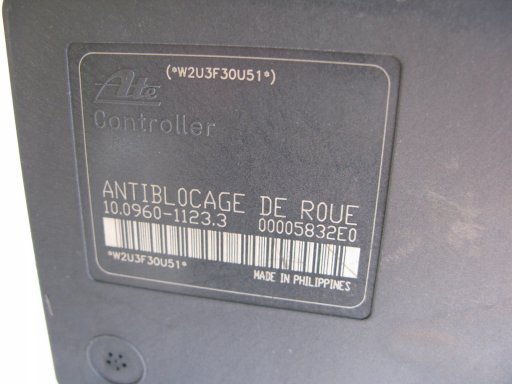 (*W2U3F30U51*)
Ate
Controller
ANTIBLOCAGE DE ROUE
10.0960-1123.3 00005832E0
*W2U3F30U51*
MADE IN PHILIPPINES